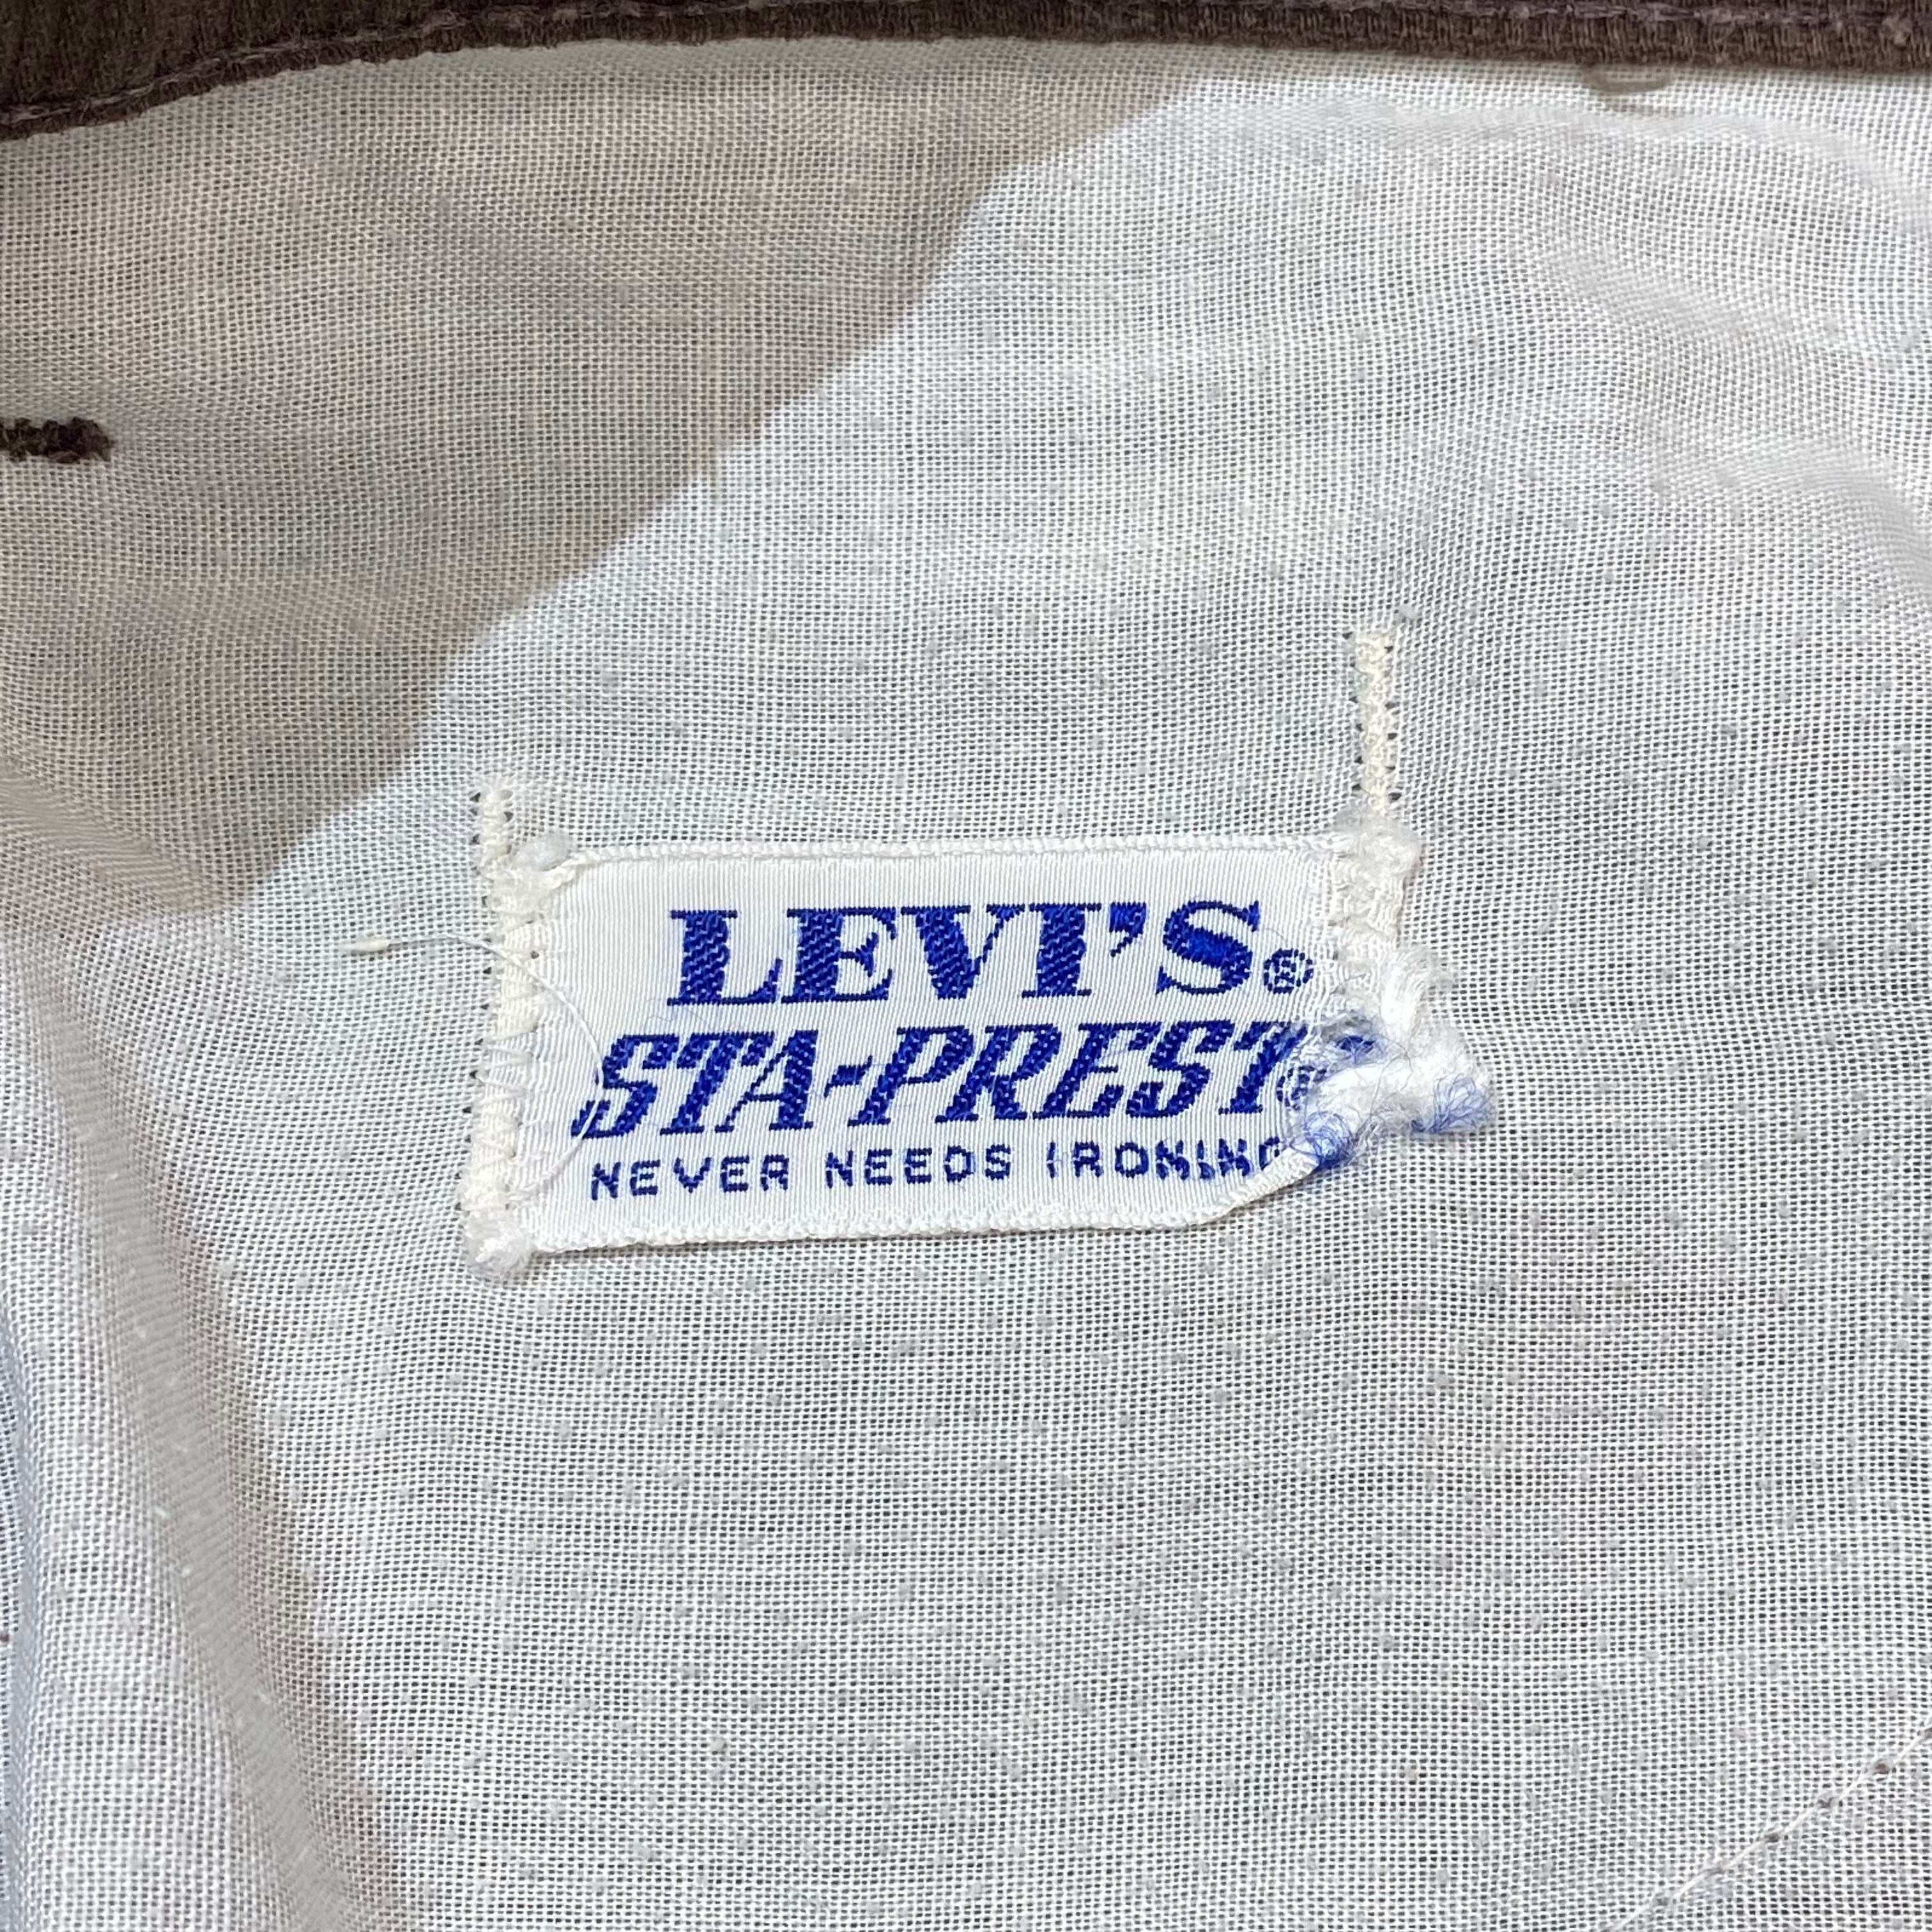 LEVI'S®
STA-PREST®
NEVER NEEDS IRONING